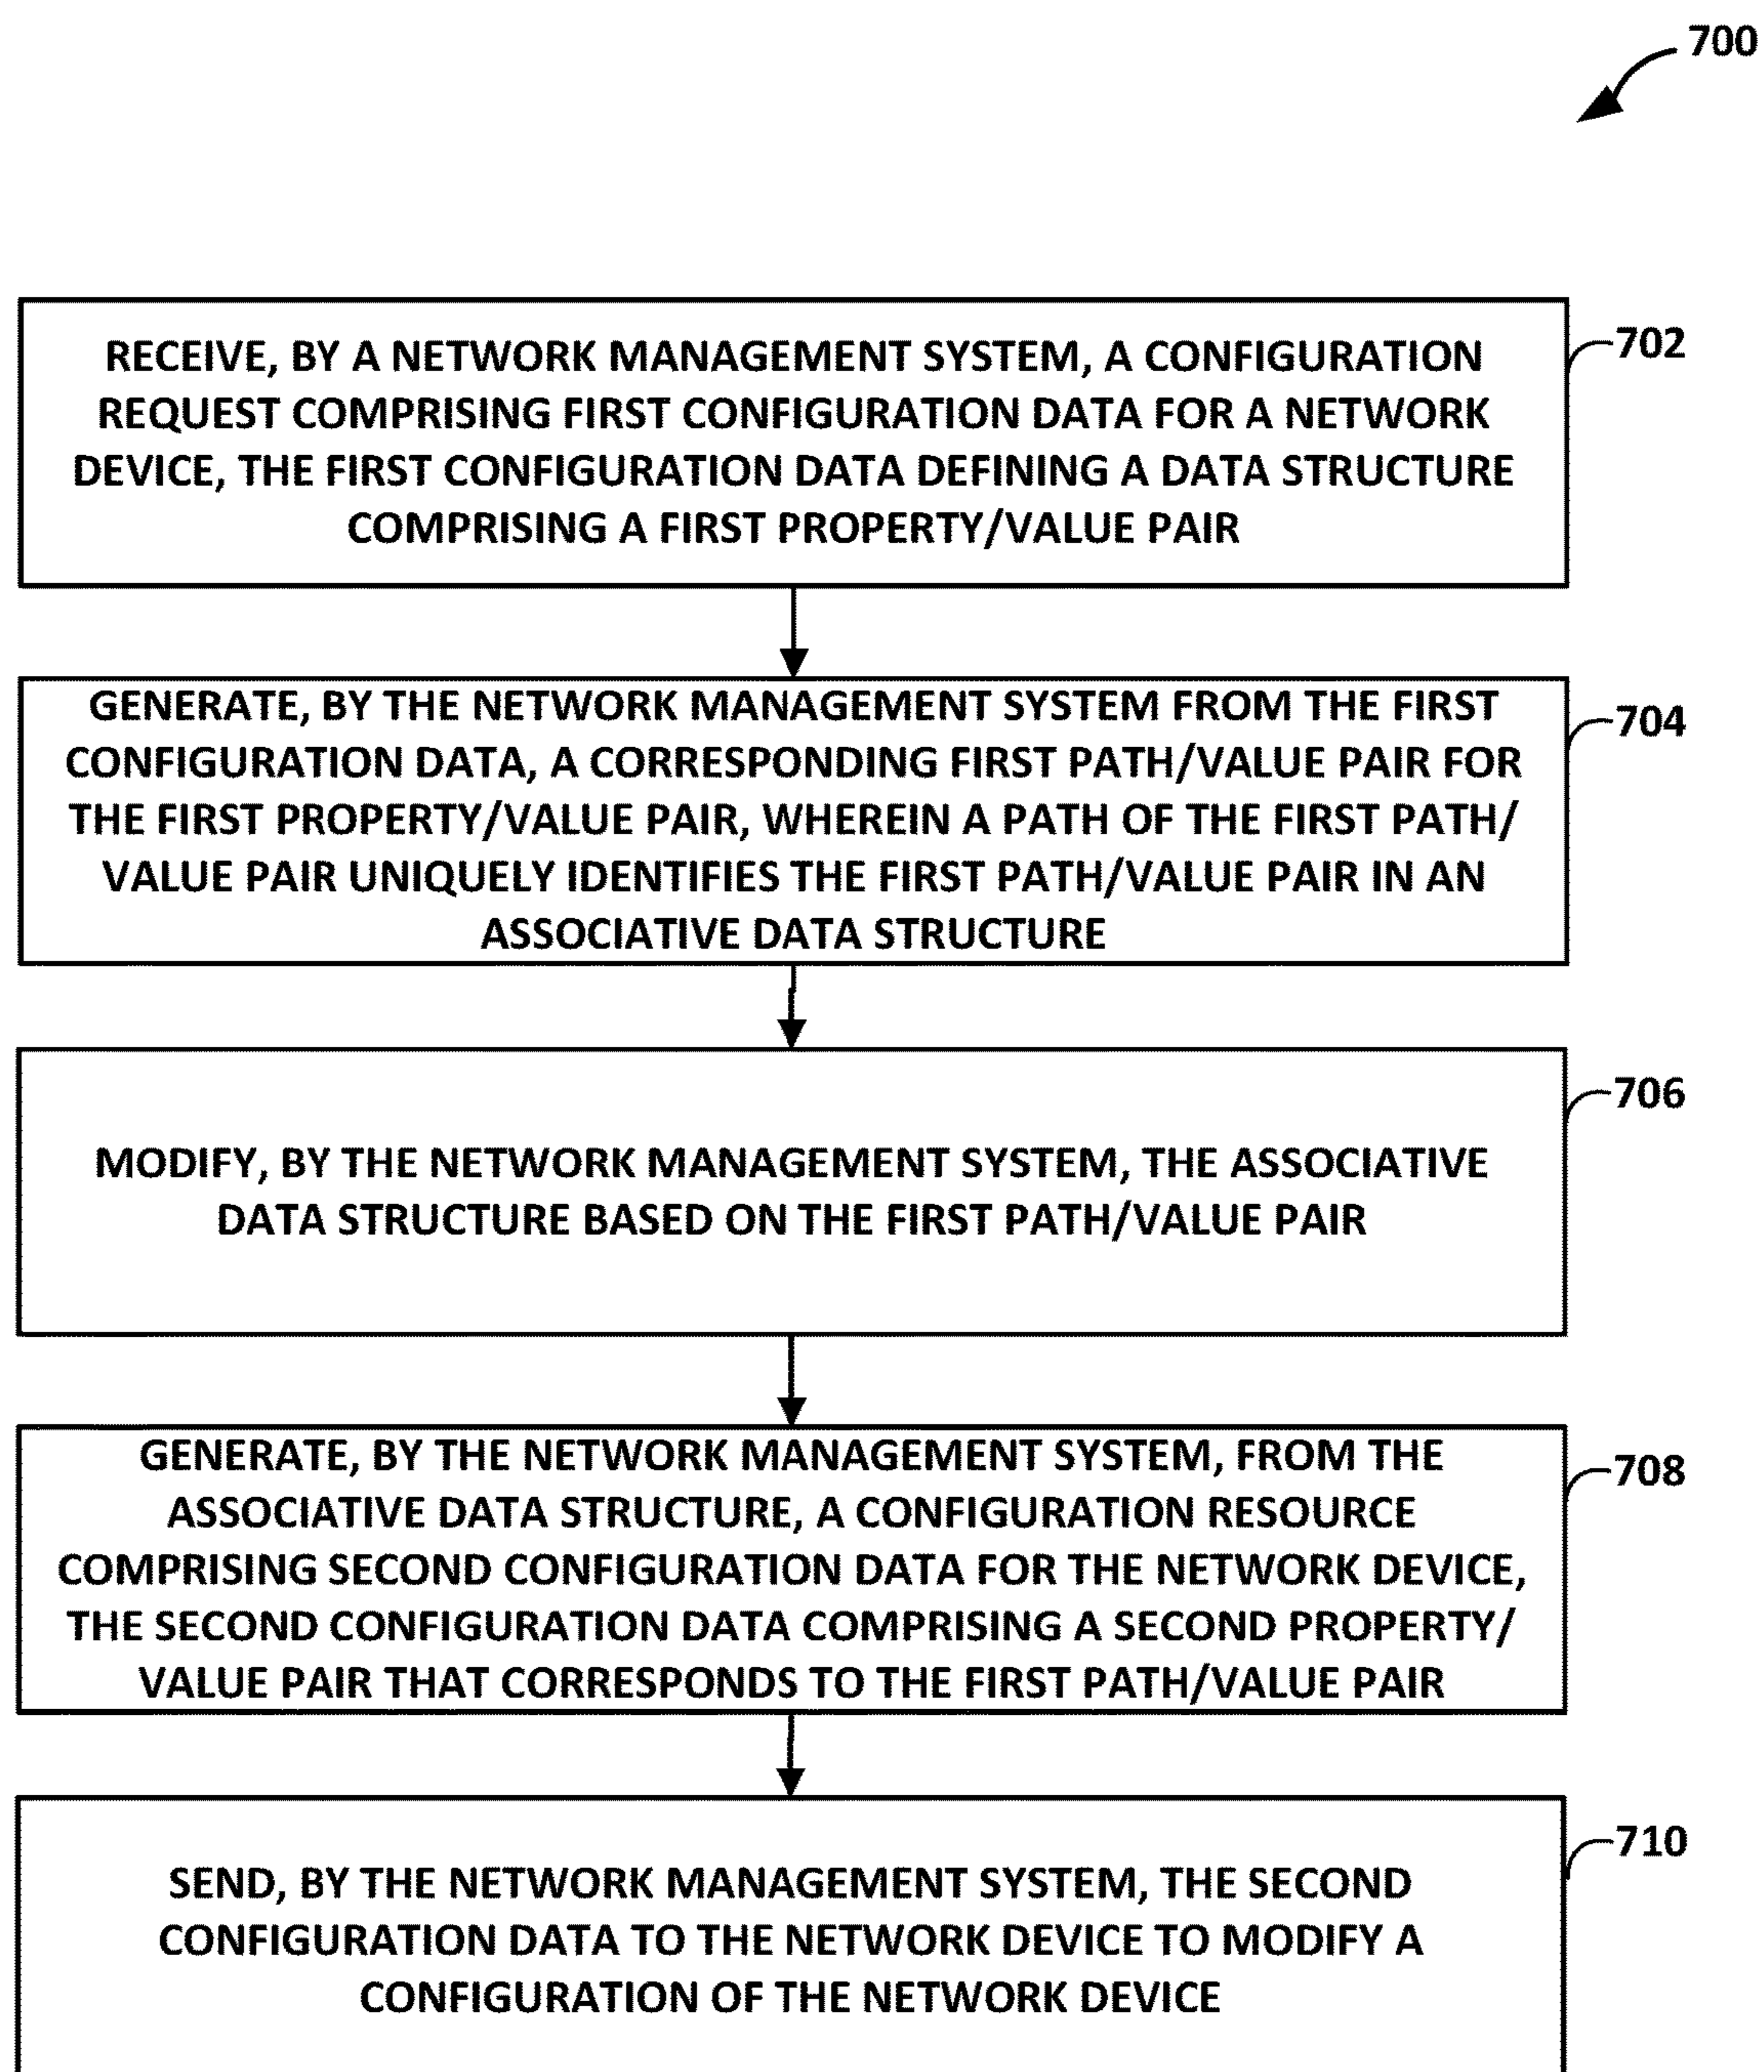 700
RECEIVE, BY A NETWORK MANAGEMENT SYSTEM, A CONFIGURATION
REQUEST COMPRISING FIRST CONFIGURATION DATA FOR A NETWORK
DEVICE, THE FIRST CONFIGURATION DATA DEFINING A DATA STRUCTURE
COMPRISING A FIRST PROPERTY/VALUE PAIR
702
GENERATE, BY THE NETWORK MANAGEMENT SYSTEM FROM THE FIRST
CONFIGURATION DATA, A CORRESPONDING FIRST PATH/VALUE PAIR FOR
THE FIRST PROPERTY/VALUE PAIR, WHEREIN A PATH OF THE FIRST PATH/
VALUE PAIR UNIQUELY IDENTIFIES THE FIRST PATH/VALUE PAIR IN AN
ASSOCIATIVE DATA STRUCTURE
704
MODIFY, BY THE NETWORK MANAGEMENT SYSTEM, THE ASSOCIATIVE
DATA STRUCTURE BASED ON THE FIRST PATH/VALUE PAIR
706
GENERATE, BY THE NETWORK MANAGEMENT SYSTEM, FROM THE
ASSOCIATIVE DATA STRUCTURE, A CONFIGURATION RESOURCE
COMPRISING SECOND CONFIGURATION DATA FOR THE NETWORK DEVICE,
THE SECOND CONFIGURATION DATA COMPRISING A SECOND PROPERTY/
VALUE PAIR THAT CORRESPONDS TO THE FIRST PATH/VALUE PAIR
708
SEND, BY THE NETWORK MANAGEMENT SYSTEM, THE SECOND
CONFIGURATION DATA TO THE NETWORK DEVICE TO MODIFY A
CONFIGURATION OF THE NETWORK DEVICE
710